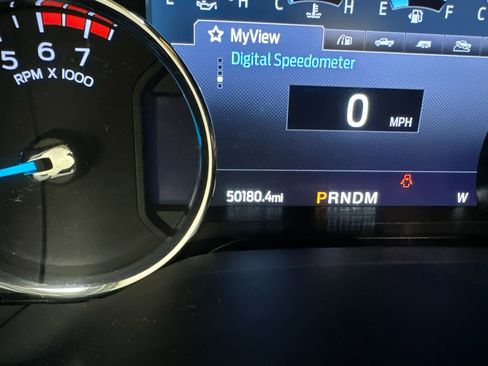 C H E F C H E F
MyView
Digital Speedometer
0 MPH
5 6 7
RPM X 1000
50180.4mi PRNDM W